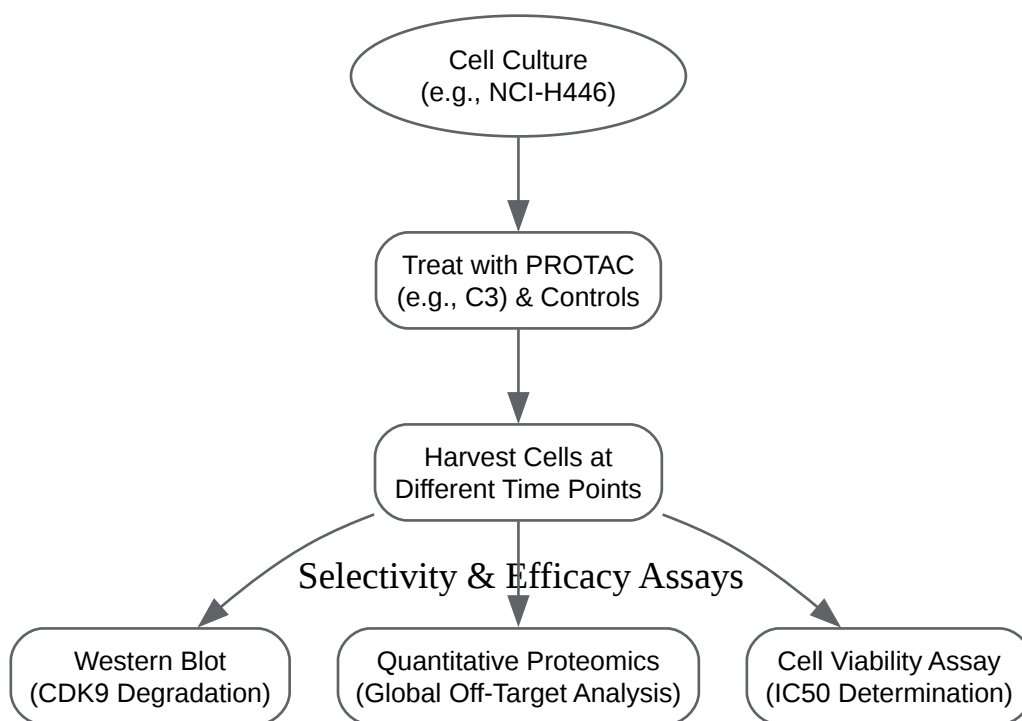 Cell Culture
(e.g., NCI-H446)
Treat with PROTAC
(e.g., C3) & Controls
Harvest Cells at
Different Time Points
Selectivity & Efficacy Assays
Western Blot
(CDK9 Degradation)
Quantitative Proteomics
(Global Off-Target Analysis)
Cell Viability Assay
(IC50 Determination)